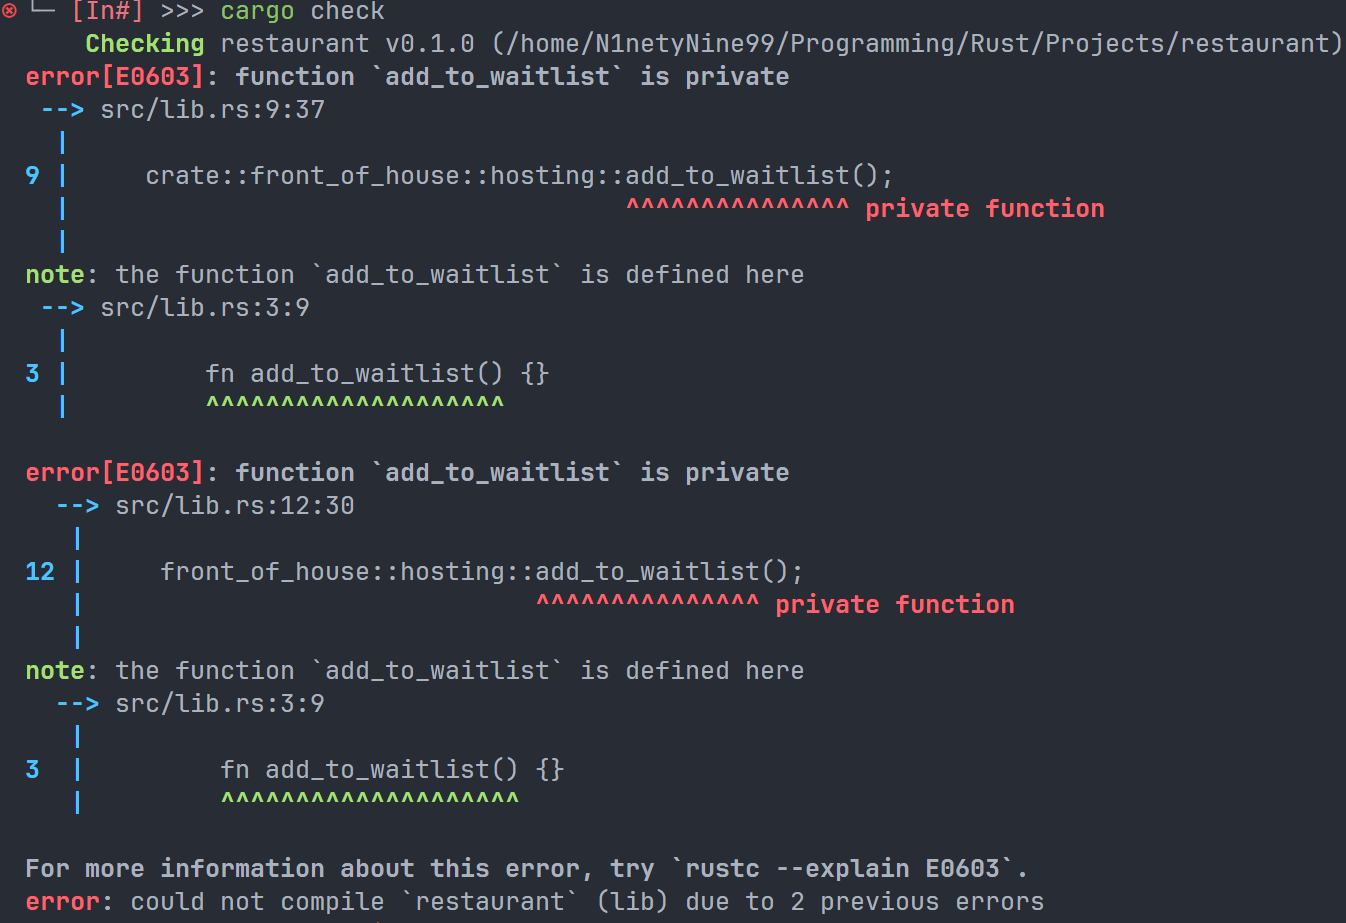 └─ [In#] >>> cargo check
    Checking restaurant v0.1.0 (/home/N1netyNine99/Programming/Rust/Projects/restaurant)
error[E0603]: function `add_to_waitlist` is private
 --> src/lib.rs:9:37
  |
9 |     crate::front_of_house::hosting::add_to_waitlist();
  |                                     ^^^^^^^^^^^^^^^ private function
  |
note: the function `add_to_waitlist` is defined here
 --> src/lib.rs:3:9
  |
3 |         fn add_to_waitlist() {}
  |         ^^^^^^^^^^^^^^^^^^^^

error[E0603]: function `add_to_waitlist` is private
  --> src/lib.rs:12:30
   |
12 |     front_of_house::hosting::add_to_waitlist();
   |                              ^^^^^^^^^^^^^^^ private function
   |
note: the function `add_to_waitlist` is defined here
  --> src/lib.rs:3:9
   |
3  |         fn add_to_waitlist() {}
   |         ^^^^^^^^^^^^^^^^^^^^

For more information about this error, try `rustc --explain E0603`.
error: could not compile `restaurant` (lib) due to 2 previous errors